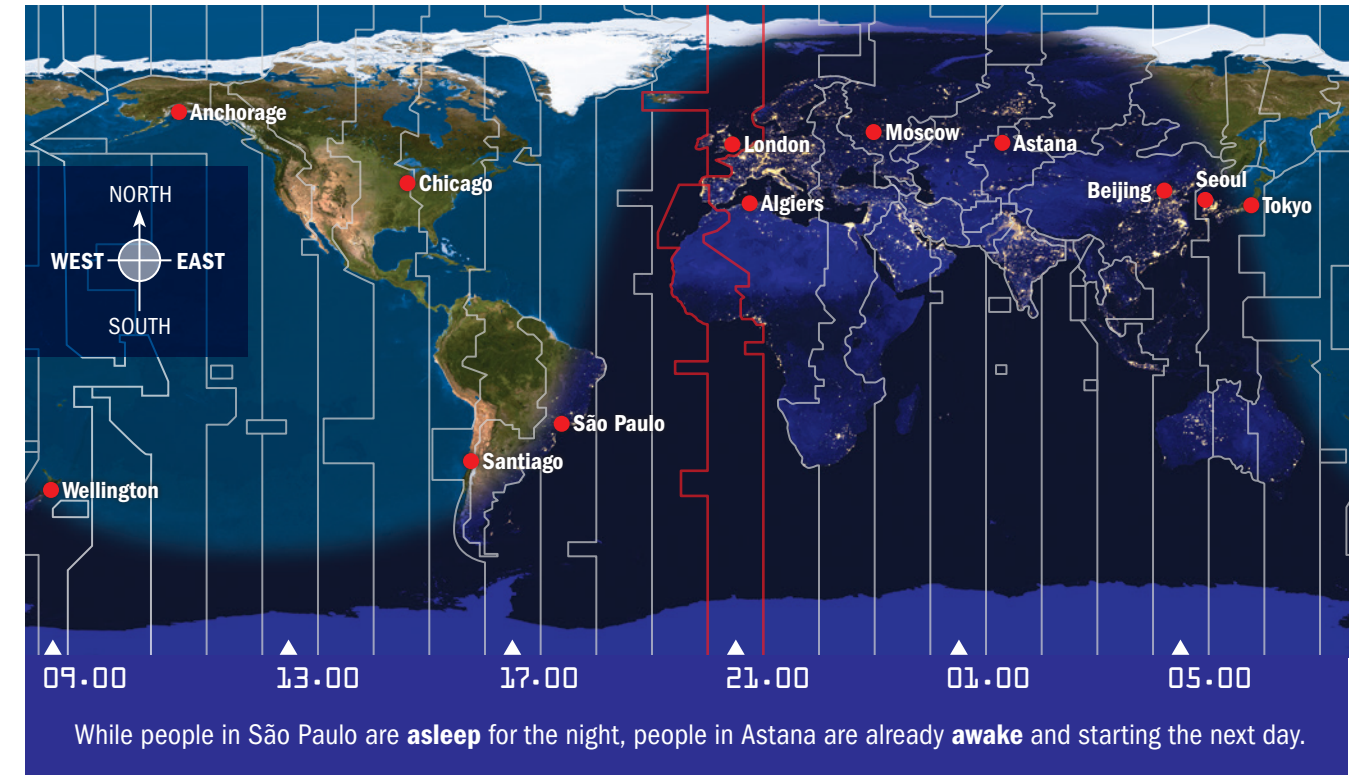 Anchorage
London
Moscow
Astana
Chicago
Beijing
Seoul
Algiers
Tokyo
NORTH
WEST
EAST
SOUTH
São Paulo
Santiago
Wellington
09.00 13.00 17.00 21.00 01.00 05.00
While people in São Paulo are asleep for the night, people in Astana are already awake and starting the next day.